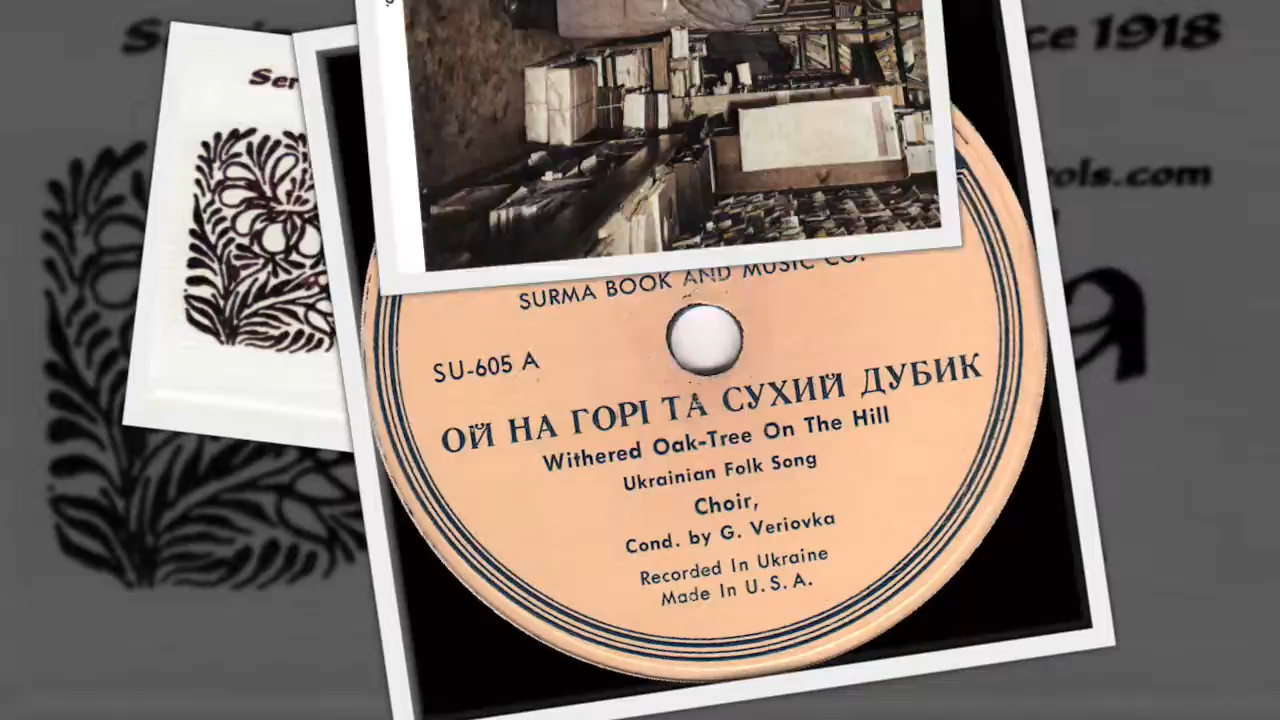 ce 1918
Ser
ols.com
SURMA BOOK AND MUSIC CO.
SU-605 A
ОЙ НА ГОРІ ТА СУХИЙ ДУБИК
Withered Oak-Tree On The Hill
Ukrainian Folk Song
Choir,
Cond. by G. Veriovka
Recorded In Ukraine
Made In U.S.A.